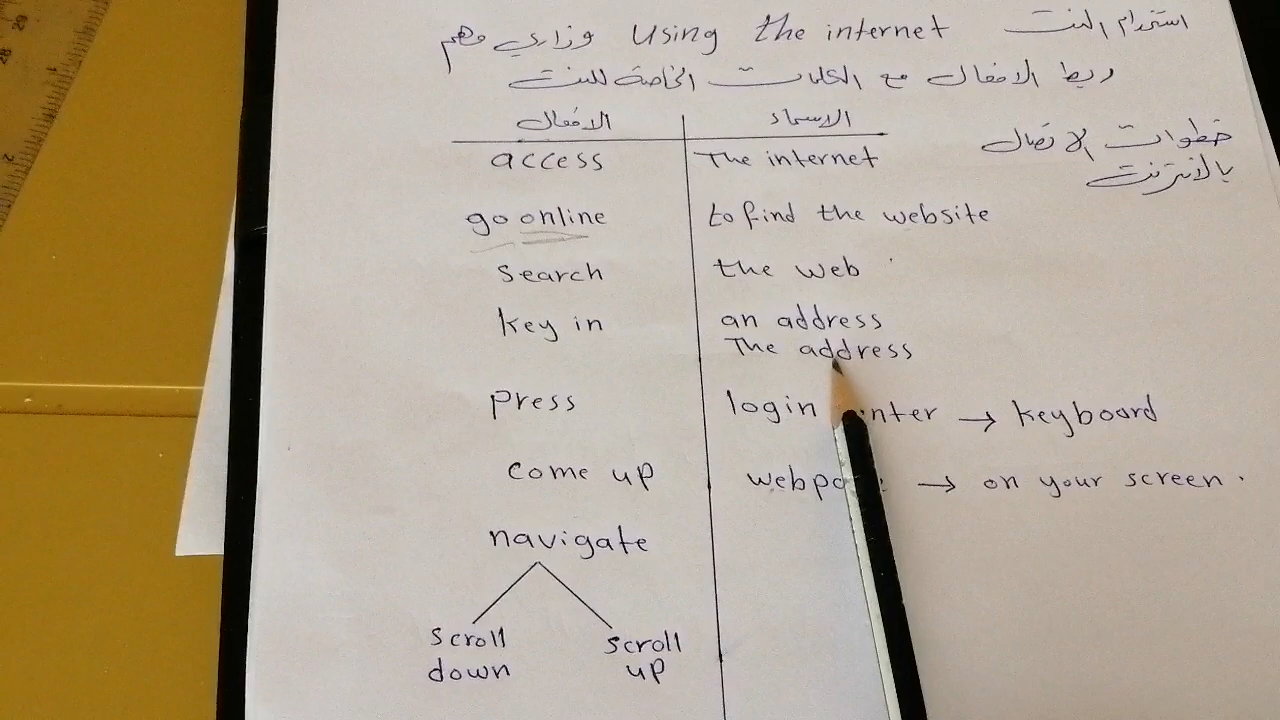 استخدام النت using the internet وزاري مهم
ربط الافعال مع الكلمات الخاصة للنت
الافعال الاسماء
خطوات الاتصال
بالانترنت
access The internet
go online to find the website
search the web
key in an address
The address
press login → keyboard
come up → on your screen.
navigate
scroll down
scroll up